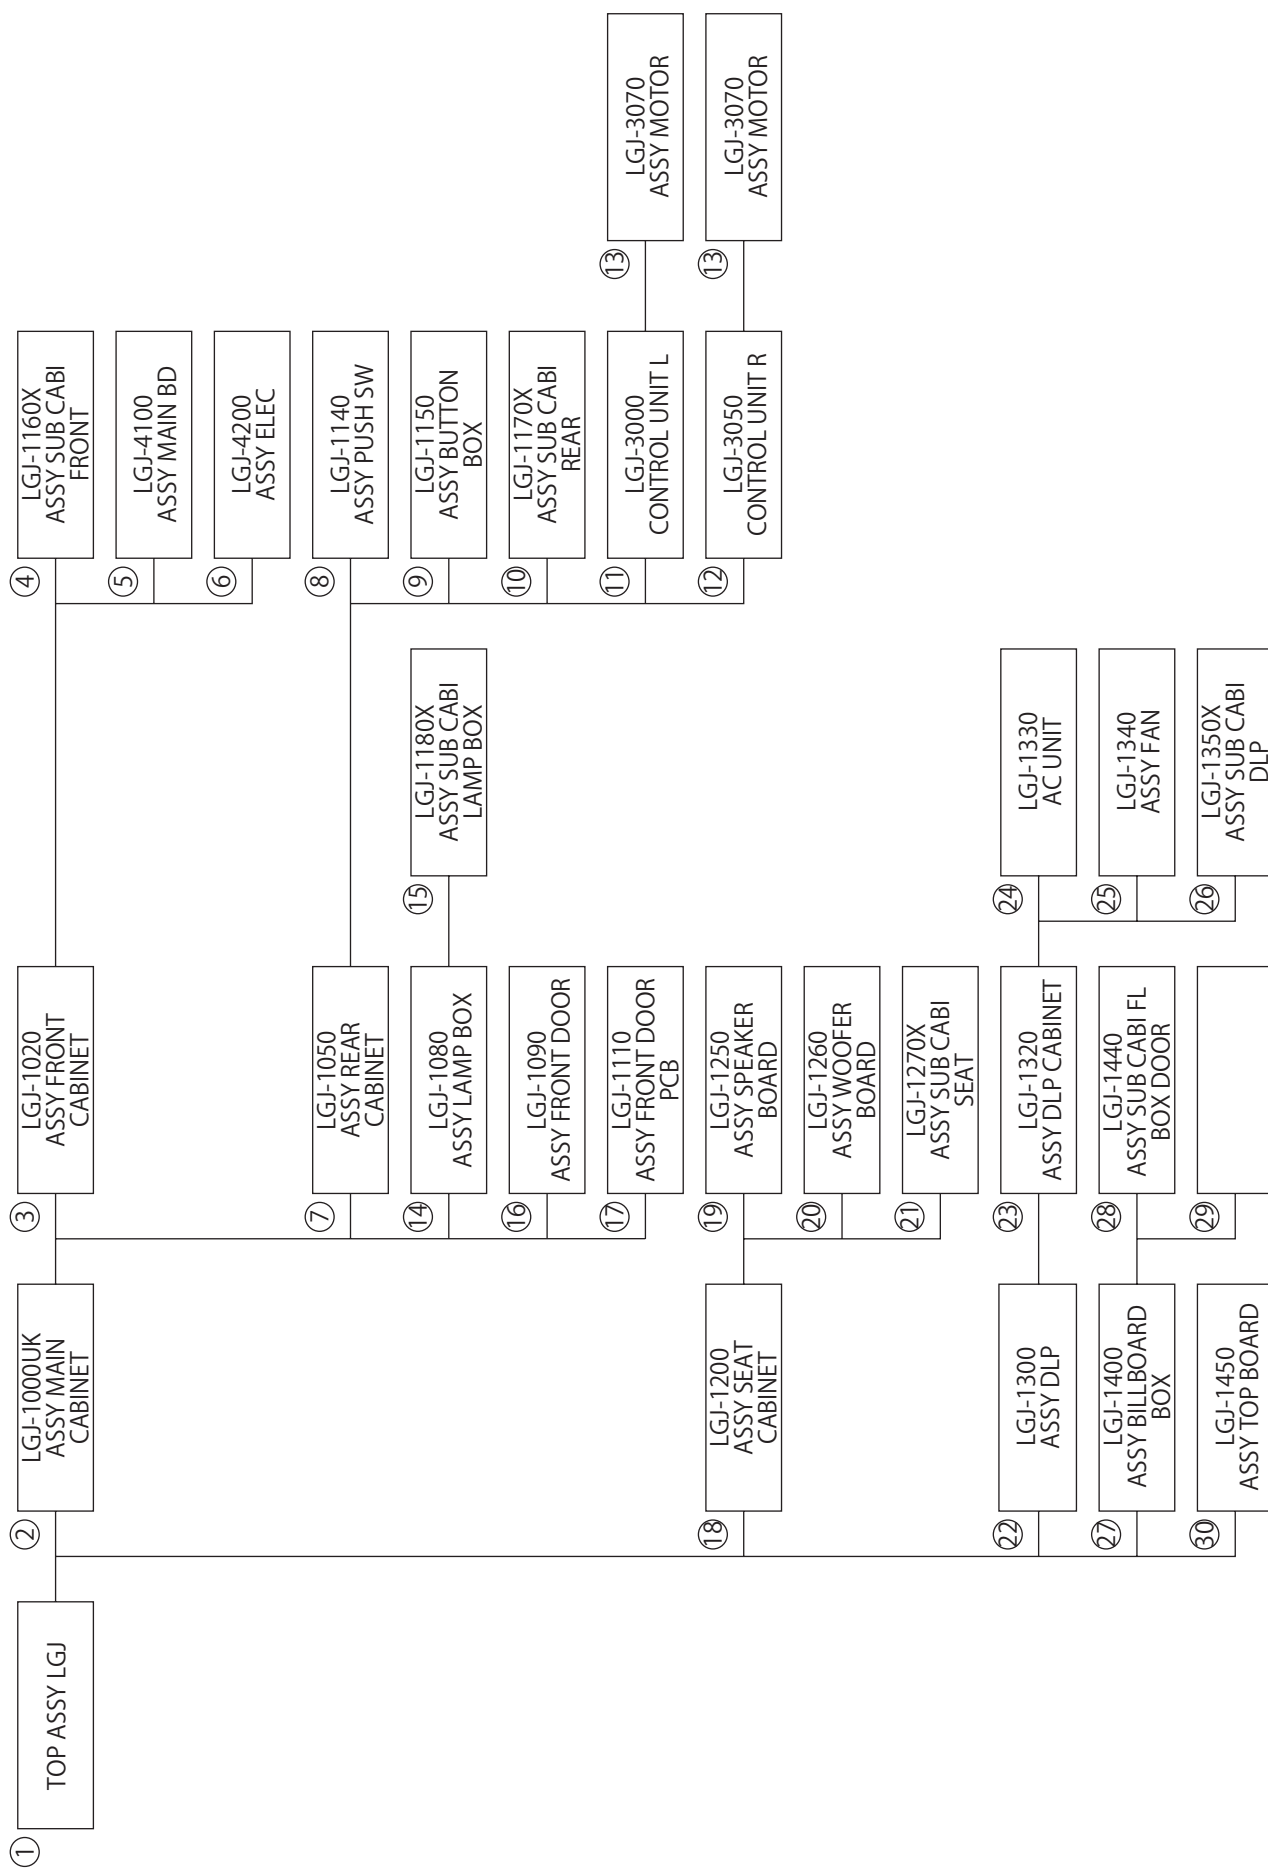 ①
TOP ASSY LGJ
②
LGJ-1000UK
ASSY MAIN
CABINET
③
LGJ-1020
ASSY FRONT
CABINET
④
LGJ-1160X
ASSY SUB CABI
FRONT
⑤
LGJ-4100
ASSY MAIN BD
⑥
LGJ-4200
ASSY ELEC
⑦
LGJ-1050
ASSY REAR
CABINET
⑧
LGJ-1140
ASSY PUSH SW
⑨
LGJ-1150
ASSY BUTTON
BOX
⑩
LGJ-1170X
ASSY SUB CABI
REAR
⑪
LGJ-3000
CONTROL UNIT L
⑬
LGJ-3070
ASSY MOTOR
⑫
LGJ-3050
CONTROL UNIT R
⑬
LGJ-3070
ASSY MOTOR
⑭
LGJ-1080
ASSY LAMP BOX
⑮
LGJ-1180X
ASSY SUB CABI
LAMP BOX
⑯
LGJ-1090
ASSY FRONT DOOR
⑰
LGJ-1110
ASSY FRONT DOOR
PCB
⑱
LGJ-1200
ASSY SEAT
CABINET
⑲
LGJ-1250
ASSY SPEAKER
BOARD
⑳
LGJ-1260
ASSY WOOFER
BOARD
㉑
LGJ-1270X
ASSY SUB CABI
SEAT
㉒
LGJ-1300
ASSY DLP
㉓
LGJ-1320
ASSY DLP CABINET
㉔
LGJ-1330
AC UNIT
㉕
LGJ-1340
ASSY FAN
㉖
LGJ-1350X
ASSY SUB CABI
DLP
㉗
LGJ-1400
ASSY BILLBOARD
BOX
㉘
LGJ-1440
ASSY SUB CABI FL
BOX DOOR
㉙
㉚
LGJ-1450
ASSY TOP BOARD